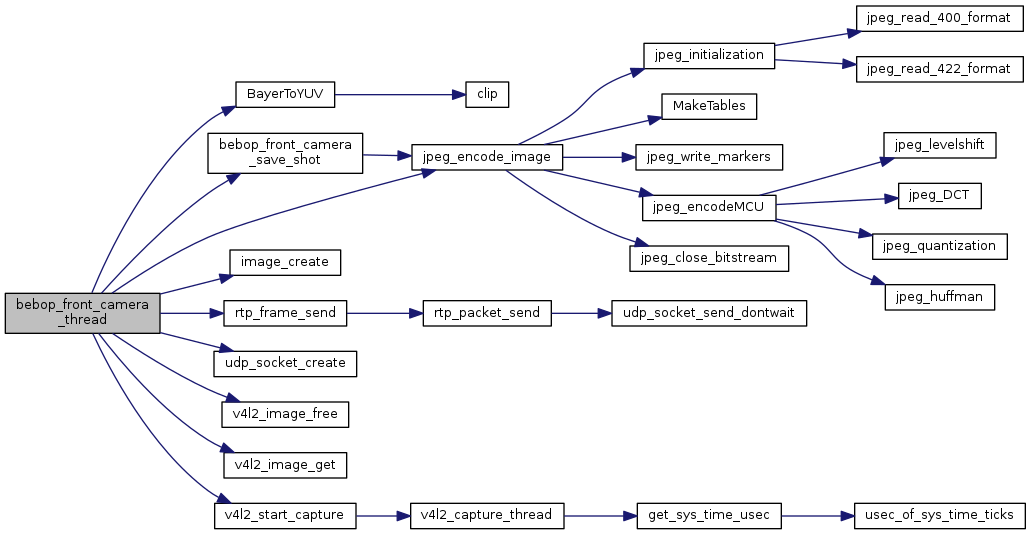 jpeg_read_400_format
jpeg_initialization
jpeg_read_422_format
BayerToYUV
clip
MakeTables
bebop_front_camera
_save_shot
jpeg_encode_image
jpeg_write_markers
jpeg_levelshift
jpeg_encodeMCU
jpeg_DCT
jpeg_quantization
jpeg_close_bitstream
image_create
jpeg_huffman
bebop_front_camera
_thread
rtp_frame_send
rtp_packet_send
udp_socket_send_dontwait
udp_socket_create
v4l2_image_free
v4l2_image_get
v4l2_start_capture
v4l2_capture_thread
get_sys_time_usec
usec_of_sys_time_ticks